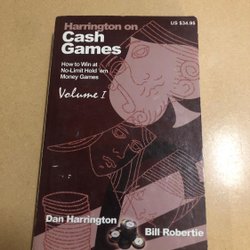 Harrington on
US $34.95
Cash
Games
How to Win at
No-Limit Hold 'em
Money Games
Volume I
Dan Harrington
Bill Robertie